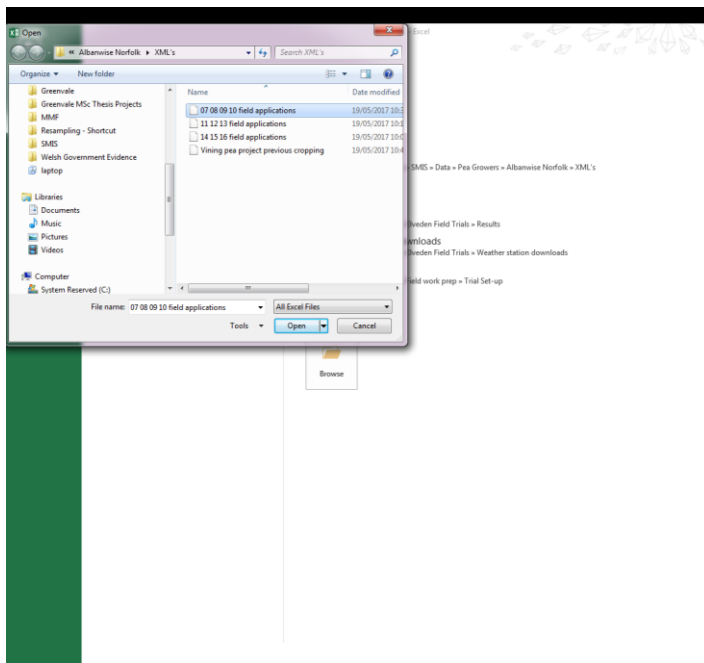 Open
Excel
« Albanwise Norfolk ▸ XML's
Search XML's
Organize ▾ New folder
Greenvale
Greenvale MSc Thesis Projects
MMF
Resampling - Shortcut
SMIS
Welsh Government Evidence
laptop
Libraries
Documents
Music
Pictures
Videos
Computer
System Reserved (C:)
Name Date modified
07 08 09 10 field applications 19/05/2017 10:3
11 12 13 field applications 19/05/2017 10:1
14 15 16 field applications 19/05/2017 10:0
Vining pea project previous cropping 19/05/2017 10:4
File name: 07 08 09 10 field applications All Excel Files
Tools Open Cancel
SMIS » Data » Pea Growers » Albanwise Norfolk » XML's
Field Trials » Results
wnloads
Field Trials » Weather station downloads
ield work prep » Trial Set-up
Browse